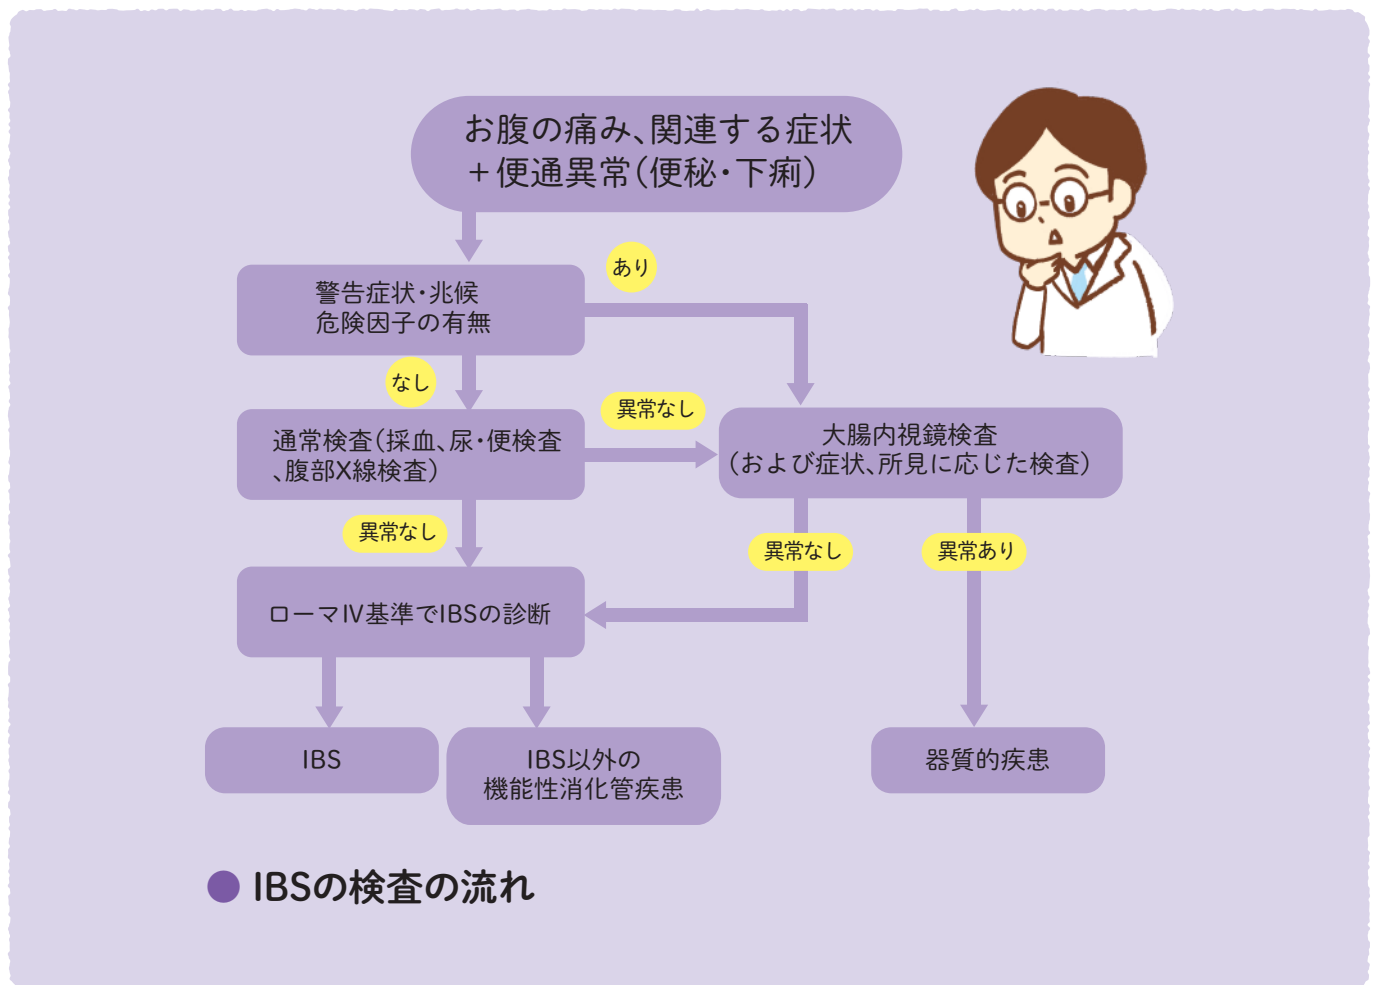 お腹の痛み、関連する症状
＋便通異常(便秘・下痢)
あり
警告症状・兆候
危険因子の有無
なし
異常なし
通常検査(採血、尿・便検査
、腹部X線検査)
大腸内視鏡検査
(および症状、所見に応じた検査)
異常なし
異常なし
異常あり
ローマⅣ基準でIBSの診断
IBS
IBS以外の
機能性消化管疾患
器質的疾患
● IBSの検査の流れ